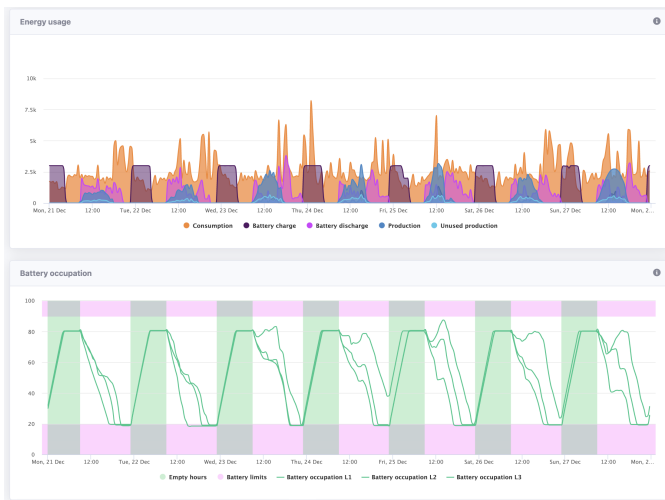 Energy usage
10k
7.5k
5k
2.5k
0
Mon, 21 Dec 12:00 Tue, 22 Dec 12:00 Wed, 23 Dec 12:00 Thu, 24 Dec 12:00 Fri, 25 Dec 12:00 Sat, 26 Dec 12:00 Sun, 27 Dec 12:00 Mon, 2...
Consumption Battery charge Battery discharge Production Unused production
Battery occupation
100
80
60
40
20
0
Mon, 21 Dec 12:00 Tue, 22 Dec 12:00 Wed, 23 Dec 12:00 Thu, 24 Dec 12:00 Fri, 25 Dec 12:00 Sat, 26 Dec 12:00 Sun, 27 Dec 12:00 Mon, 2...
Empty hours Battery limits Battery occupation L1 Battery occupation L2 Battery occupation L3